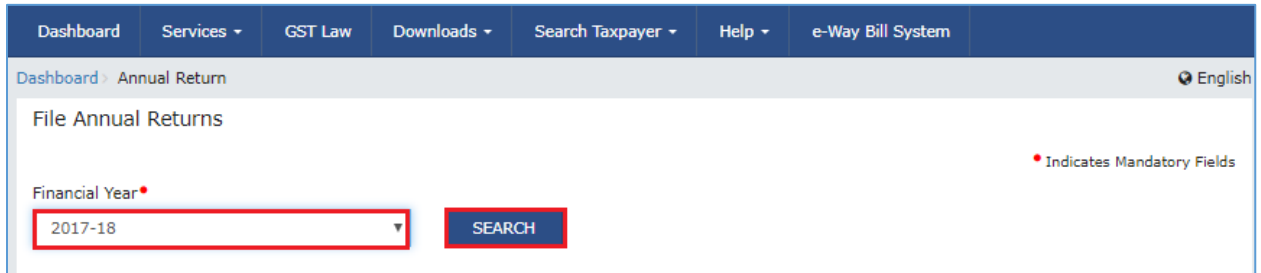 Dashboard Services GST Law Downloads Search Taxpayer Help e-Way Bill System
Dashboard › Annual Return English
File Annual Returns
• Indicates Mandatory Fields
Financial Year•
2017-18 SEARCH